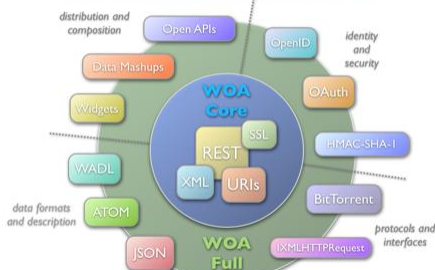 distribution and
composition
Open APIs
OpenID
identity
and
security
Data Mashups
OAuth
Widgets
WOA
Core
SSL
HMAC-SHA-1
REST
WADL
XML
URIs
BitTorrent
data formats
and description
ATOM
protocols and
interfaces
JSON
WOA
Full
IXMLHTTPRequest